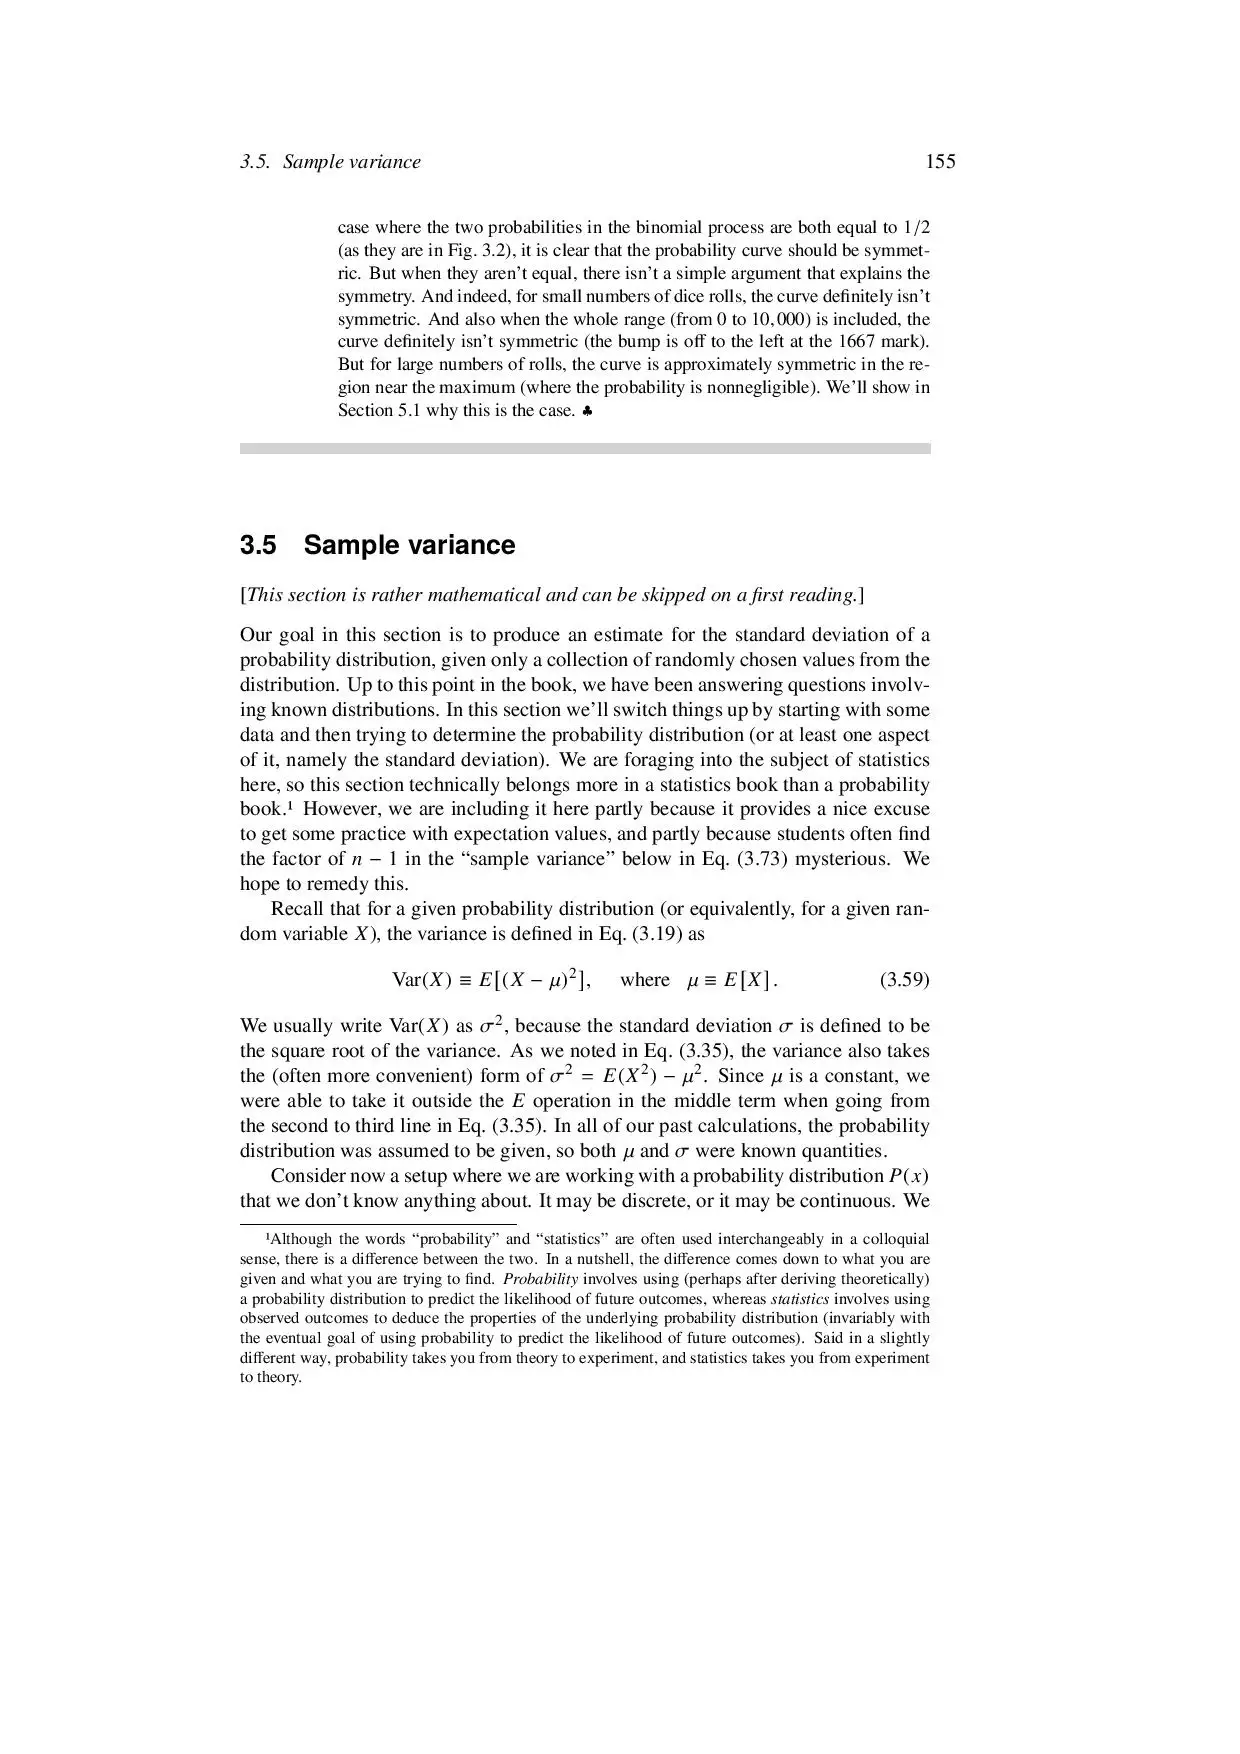 3.5. Sample variance 155
case where the two probabilities in the binomial process are both equal to 1/2
(as they are in Fig. 3.2), it is clear that the probability curve should be symmet-
ric. But when they aren’t equal, there isn’t a simple argument that explains the
symmetry. And indeed, for small numbers of dice rolls, the curve definitely isn’t
symmetric. And also when the whole range (from 0 to 10,000) is included, the
curve definitely isn’t symmetric (the bump is off to the left at the 1667 mark).
But for large numbers of rolls, the curve is approximately symmetric in the re-
gion near the maximum (where the probability is nonnegligible). We’ll show in
Section 5.1 why this is the case. ♣
3.5 Sample variance
[This section is rather mathematical and can be skipped on a first reading.]
Our goal in this section is to produce an estimate for the standard deviation of a
probability distribution, given only a collection of randomly chosen values from the
distribution. Up to this point in the book, we have been answering questions involv-
ing known distributions. In this section we’ll switch things up by starting with some
data and then trying to determine the probability distribution (or at least one aspect
of it, namely the standard deviation). We are foraging into the subject of statistics
here, so this section technically belongs more in a statistics book than a probability
book.¹ However, we are including it here partly because it provides a nice excuse
to get some practice with expectation values, and partly because students often find
the factor of n − 1 in the “sample variance” below in Eq. (3.73) mysterious. We
hope to remedy this.
Recall that for a given probability distribution (or equivalently, for a given ran-
dom variable X), the variance is defined in Eq. (3.19) as
Var(X) ≡ E[(X − μ)²], where μ ≡ E[X]. (3.59)
We usually write Var(X) as σ², because the standard deviation σ is defined to be
the square root of the variance. As we noted in Eq. (3.35), the variance also takes
the (often more convenient) form of σ² = E(X²) − μ². Since μ is a constant, we
were able to take it outside the E operation in the middle term when going from
the second to third line in Eq. (3.35). In all of our past calculations, the probability
distribution was assumed to be given, so both μ and σ were known quantities.
Consider now a setup where we are working with a probability distribution P(x)
that we don’t know anything about. It may be discrete, or it may be continuous. We
¹Although the words “probability” and “statistics” are often used interchangeably in a colloquial
sense, there is a difference between the two. In a nutshell, the difference comes down to what you are
given and what you are trying to find. Probability involves using (perhaps after deriving theoretically)
a probability distribution to predict the likelihood of future outcomes, whereas statistics involves using
observed outcomes to deduce the properties of the underlying probability distribution (invariably with
the eventual goal of using probability to predict the likelihood of future outcomes). Said in a slightly
different way, probability takes you from theory to experiment, and statistics takes you from experiment
to theory.